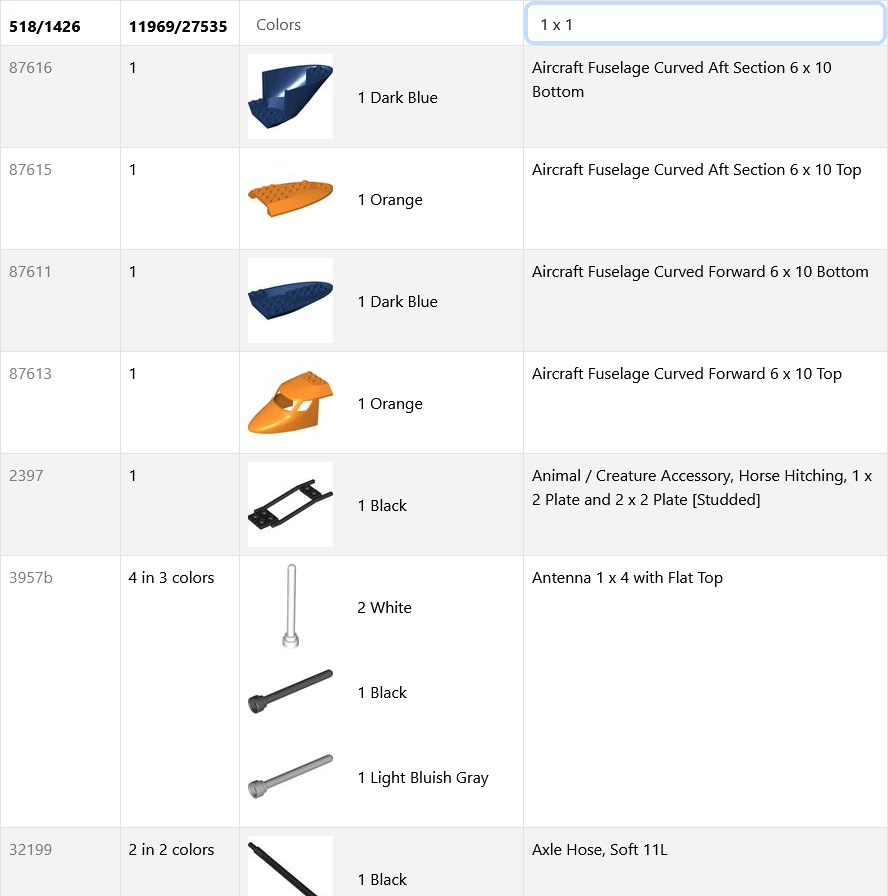 518/1426 11969/27535 Colors 1 x 1
87616 1 1 Dark Blue Aircraft Fuselage Curved Aft Section 6 x 10
Bottom
87615 1 1 Orange Aircraft Fuselage Curved Aft Section 6 x 10 Top
87611 1 1 Dark Blue Aircraft Fuselage Curved Forward 6 x 10 Bottom
87613 1 1 Orange Aircraft Fuselage Curved Forward 6 x 10 Top
2397 1 1 Black Animal / Creature Accessory, Horse Hitching, 1 x
2 Plate and 2 x 2 Plate [Studded]
3957b 4 in 3 colors 2 White Antenna 1 x 4 with Flat Top
1 Black
1 Light Bluish Gray
32199 2 in 2 colors 1 Black Axle Hose, Soft 11L